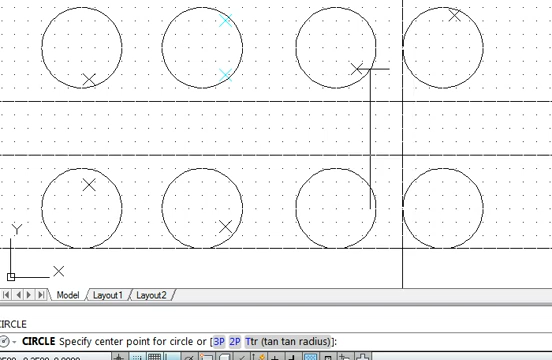 Y
X
Model Layout1 Layout2
CIRCLE
CIRCLE Specify center point for circle or [3P 2P Ttr (tan tan radius)]: